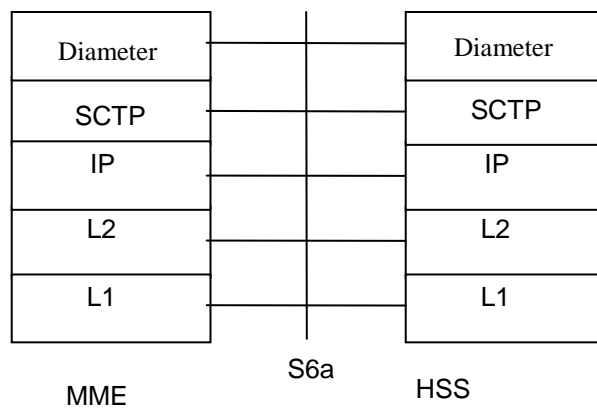 Diameter
SCTP
IP
L2
L1
MME
S6a
Diameter
SCTP
IP
L2
L1
HSS